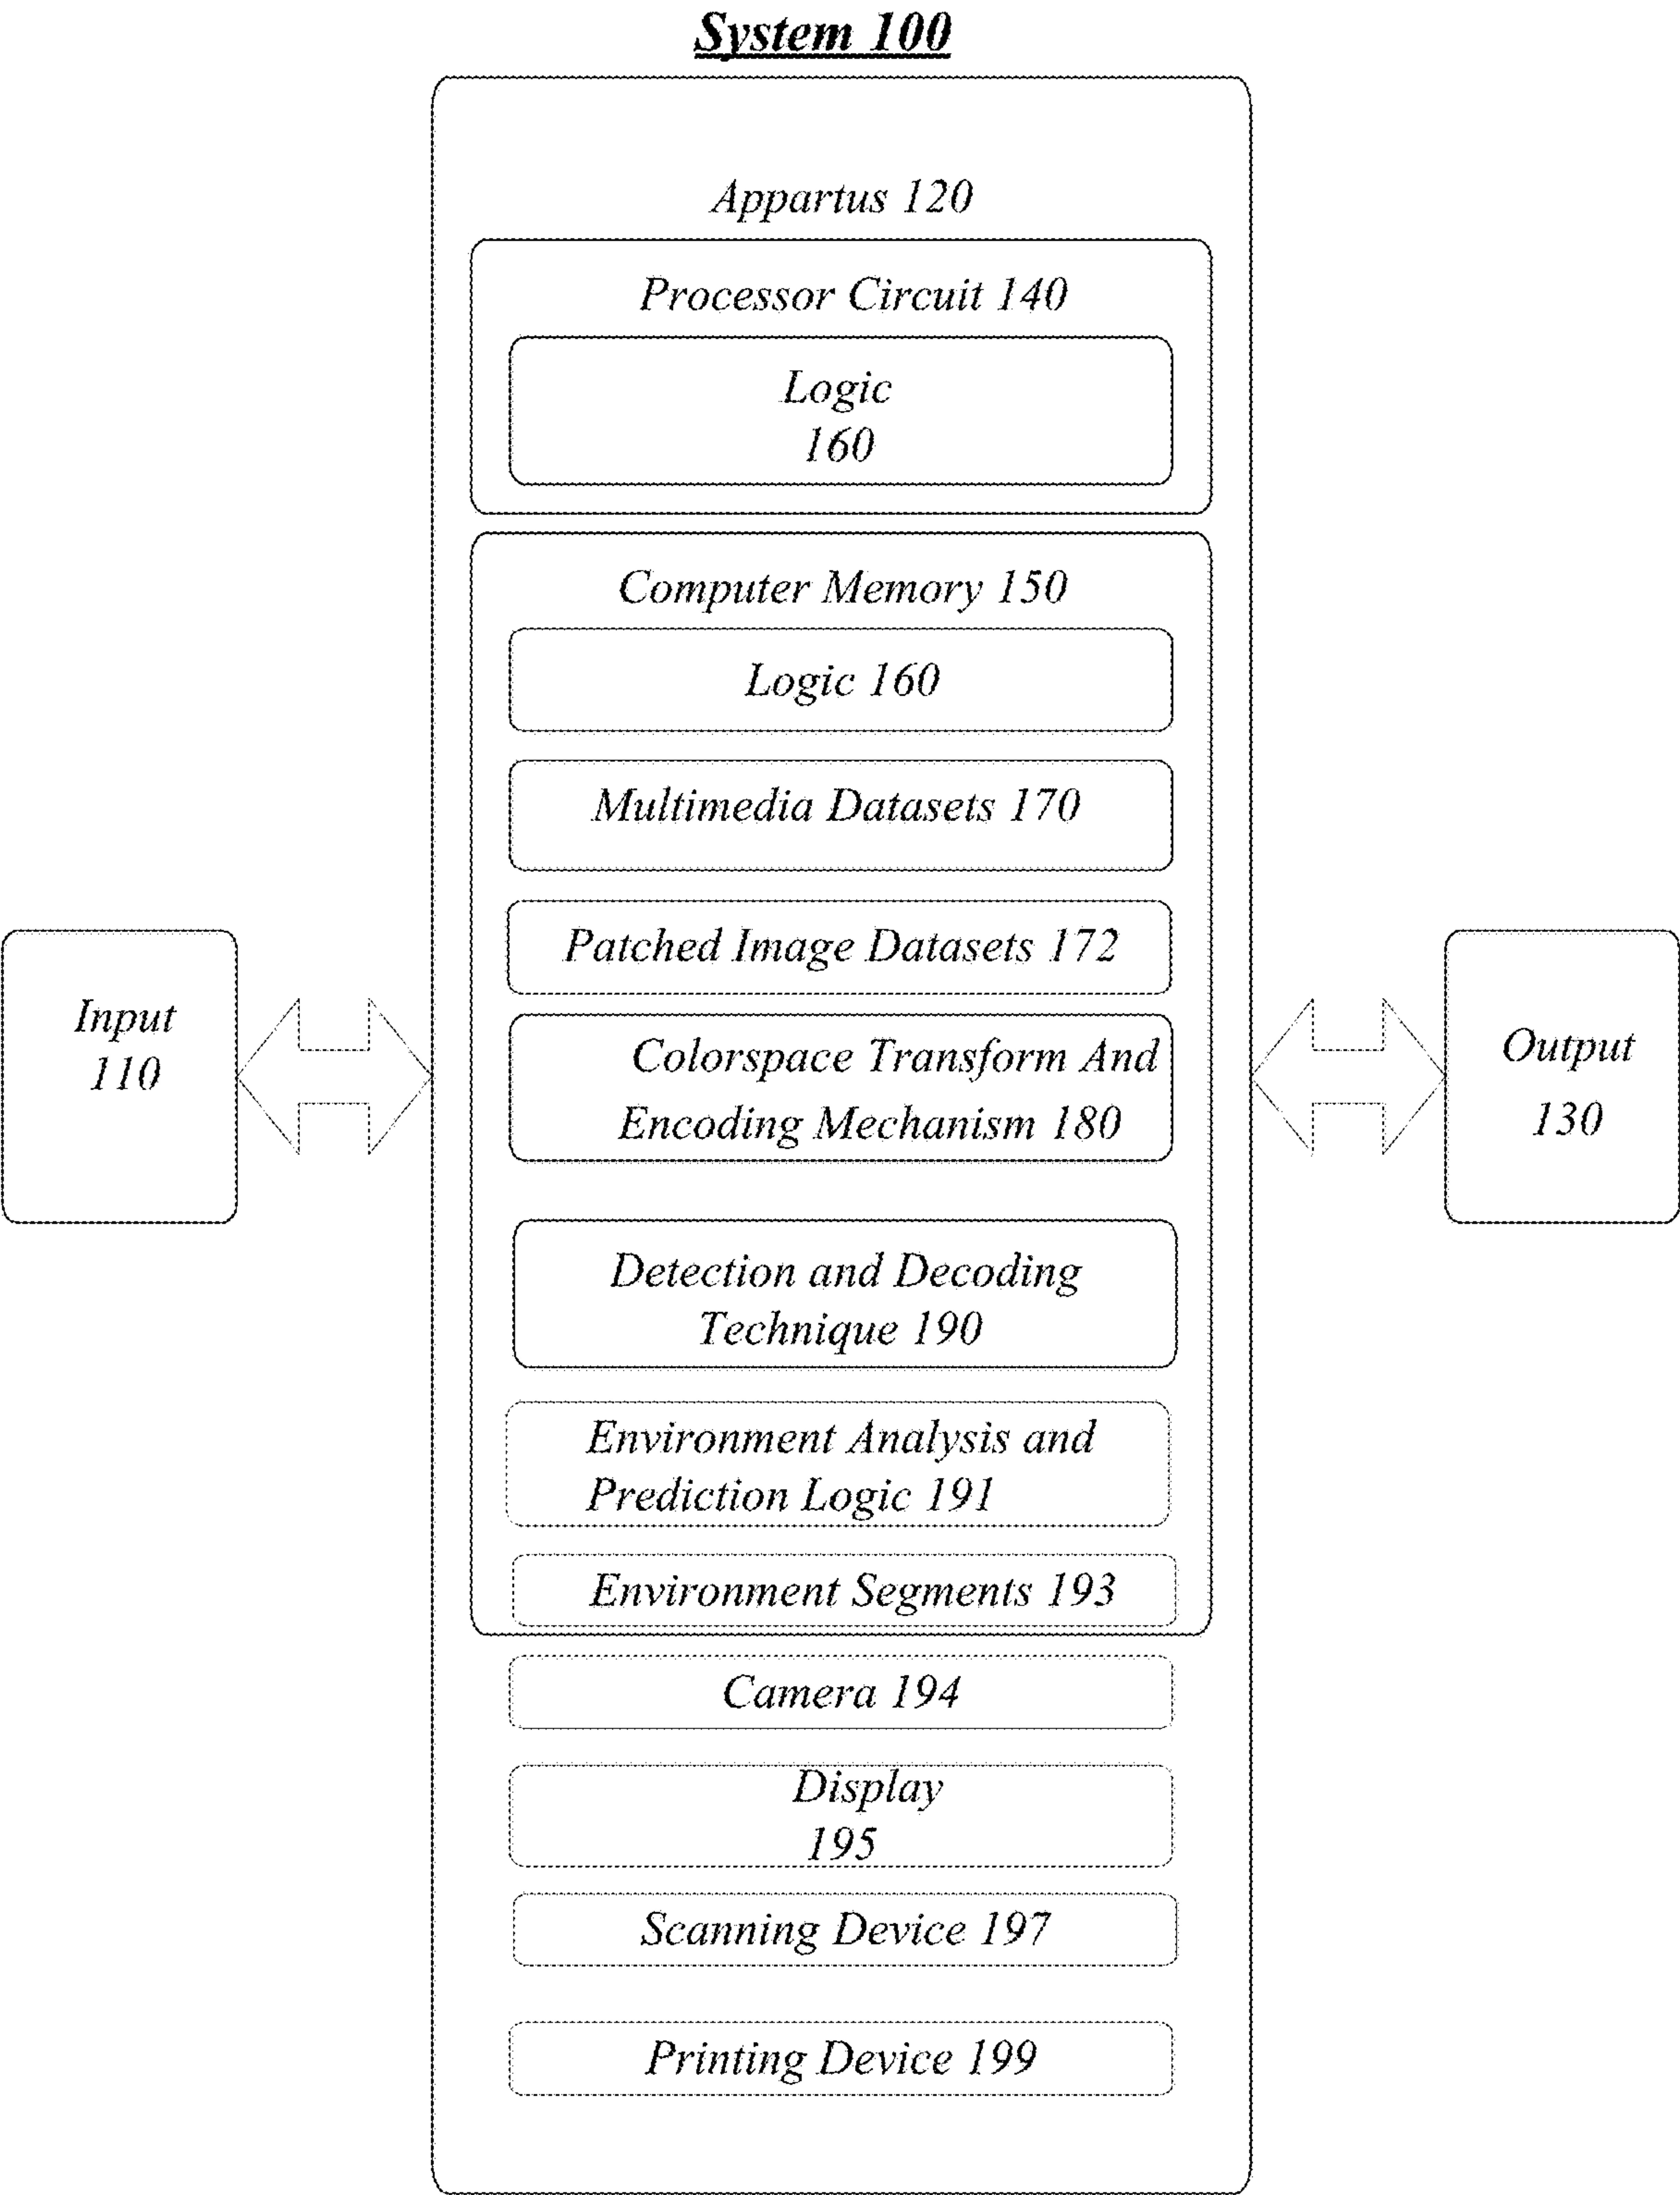 System 100
Appartus 120
Processor Circuit 140
Logic
160
Computer Memory 150
Logic 160
Multimedia Datasets 170
Patched Image Datasets 172
Input
110
Colorspace Transform And
Encoding Mechanism 180
Output
130
Detection and Decoding
Technique 190
Environment Analysis and
Prediction Logic 191
Environment Segments 193
Camera 194
Display
195
Scanning Device 197
Printing Device 199